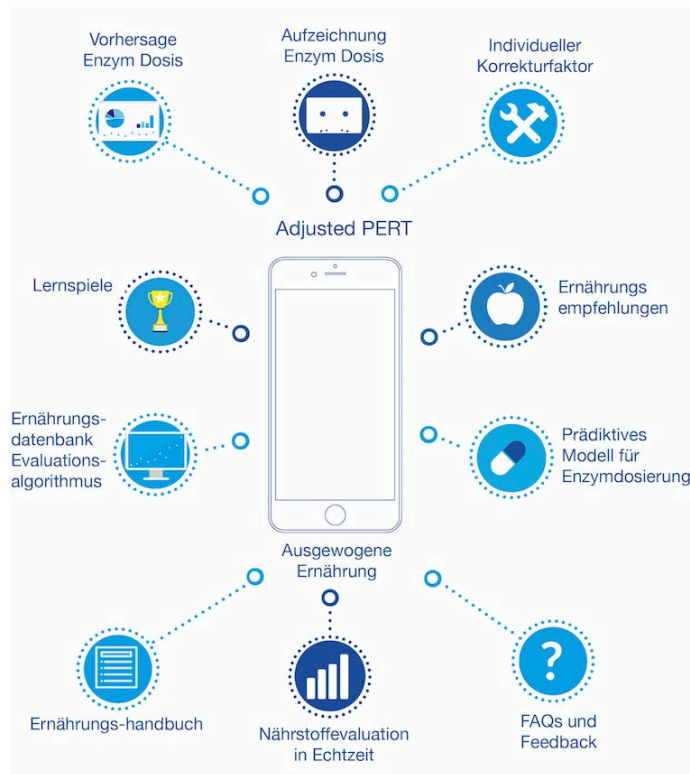 Vorhersage
Enzym Dosis
Aufzeichnung
Enzym Dosis
Individueller
Korrekturfaktor
Adjusted PERT
Lernspiele
Ernährungs
empfehlungen
Ernährungs-
datenbank
Evaluations-
algorithmus
Prädiktives
Modell für
Enzymdosierung
Ausgewogene
Ernährung
Ernährungs-handbuch
Nährstoffevaluation
in Echtzeit
?
FAQs und
Feedback